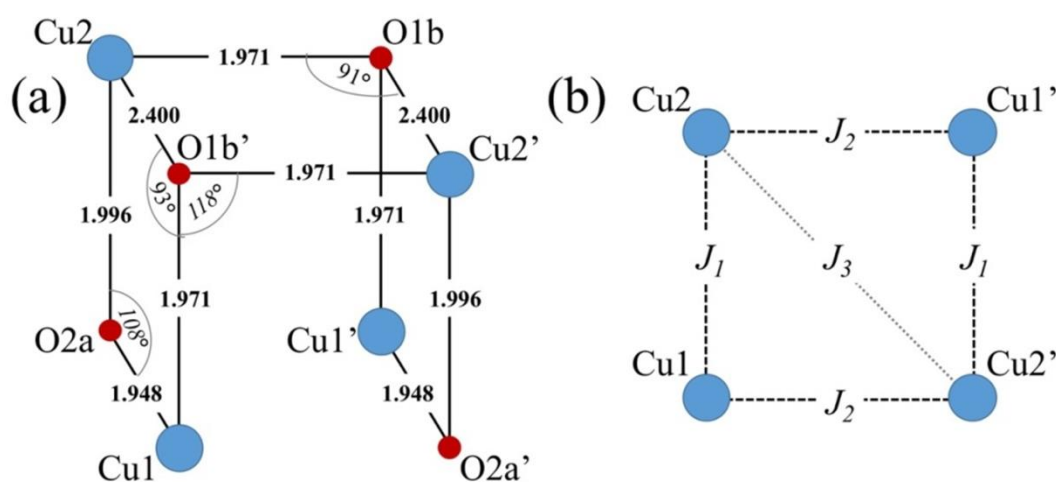 Cu2
1.971
O1b
(a)
91°
2.400
2.400
O1b'
Cu2'
1.971
93°
118°
1.996
1.971
1.971
1.996
108°
O2a
Cu1'
1.948
1.948
Cu1
O2a'
(b)
Cu2
Cu1'
J2
J1
J3
J1
Cu1
Cu2'
J2